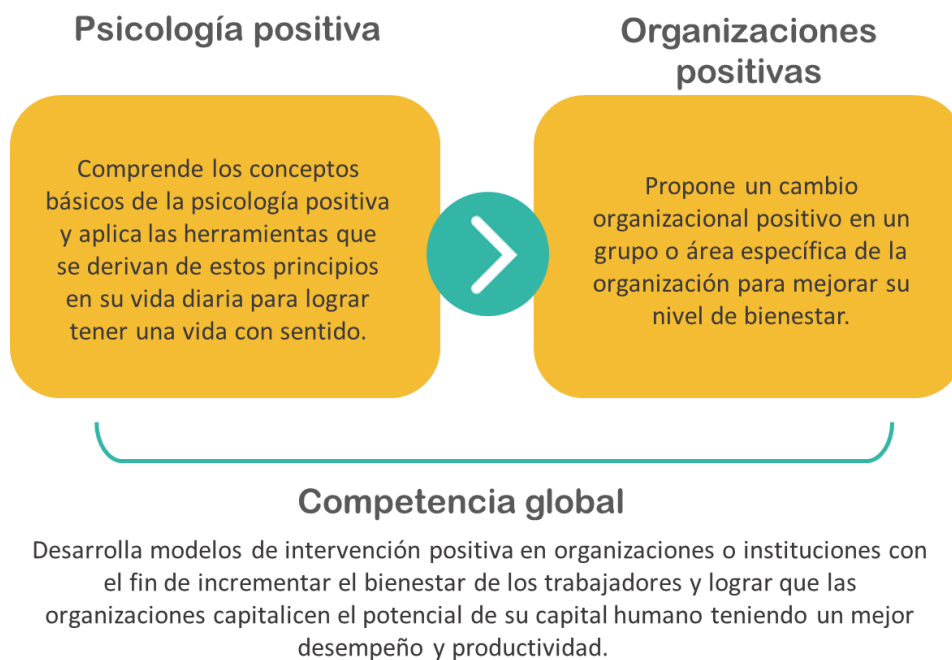 Psicología positiva
Comprende los conceptos
básicos de la psicología positiva
y aplica las herramientas que
se derivan de estos principios
en su vida diaria para lograr
tener una vida con sentido.
Organizaciones
positivas
Propone un cambio
organizacional positivo en un
grupo o área específica de la
organización para mejorar su
nivel de bienestar.
Competencia global
Desarrolla modelos de intervención positiva en organizaciones o instituciones con
el fin de incrementar el bienestar de los trabajadores y lograr que las
organizaciones capitalicen el potencial de su capital humano teniendo un mejor
desempeño y productividad.